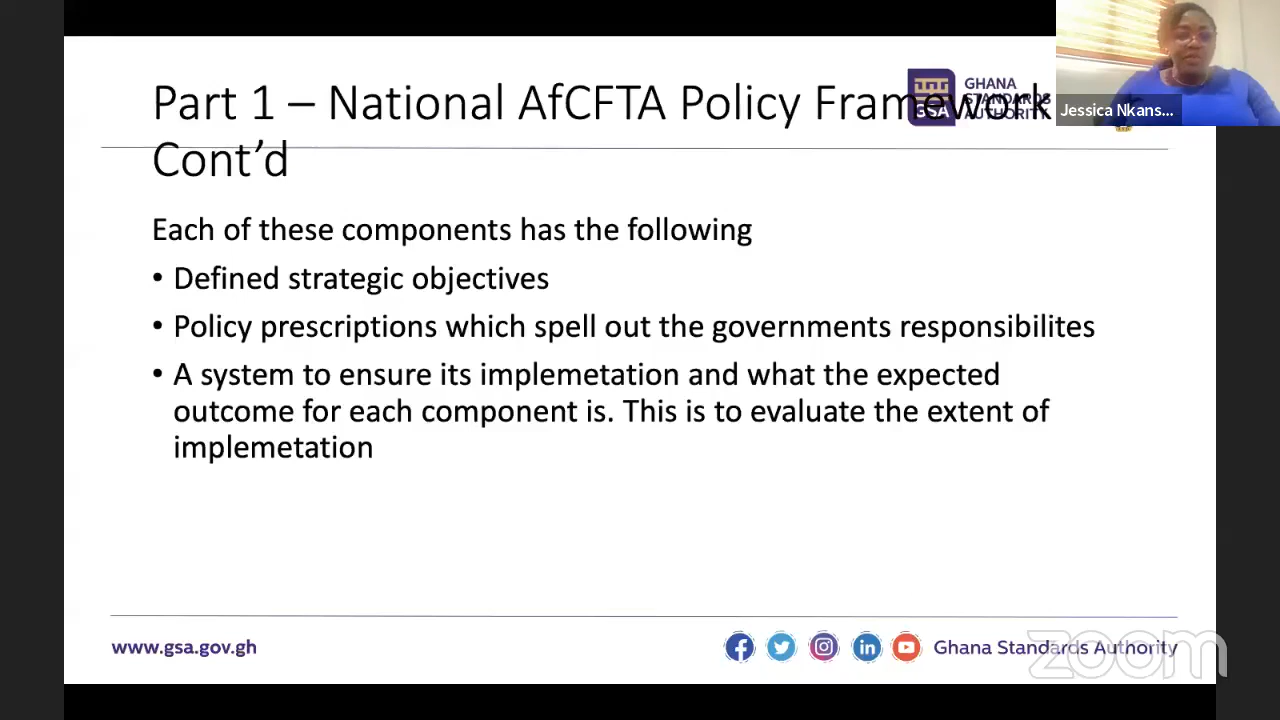 Part 1 – National AfCFTA Policy Framework
Cont’d
GHANA
STANDARDS
AUTHORITY
GSA
Jessica Nkans...
Each of these components has the following
• Defined strategic objectives
• Policy prescriptions which spell out the governments responsibilites
• A system to ensure its implemetation and what the expected
outcome for each component is. This is to evaluate the extent of
implemetation
www.gsa.gov.gh
Ghana Standards Authority
zoom